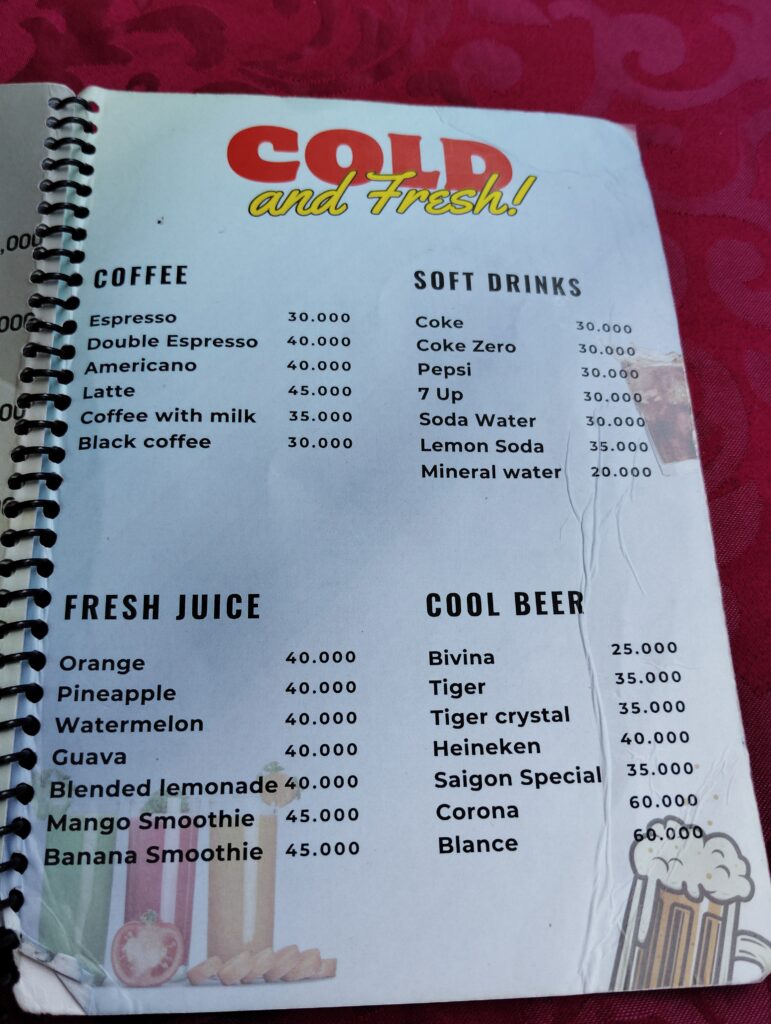 COLD
and Fresh!
COFFEE
Espresso 30.000
Double Espresso 40.000
Americano 40.000
Latte 45.000
Coffee with milk 35.000
Black coffee 30.000
SOFT DRINKS
Coke 30.000
Coke Zero 30.000
Pepsi 30.000
7 Up 30.000
Soda Water 30.000
Lemon Soda 35.000
Mineral water 20.000
FRESH JUICE
Orange 40.000
Pineapple 40.000
Watermelon 40.000
Guava 40.000
Blended lemonade 40.000
Mango Smoothie 45.000
Banana Smoothie 45.000
COOL BEER
Bivina 25.000
Tiger 35.000
Tiger crystal 35.000
Heineken 40.000
Saigon Special 35.000
Corona 60.000
Blance 60.000